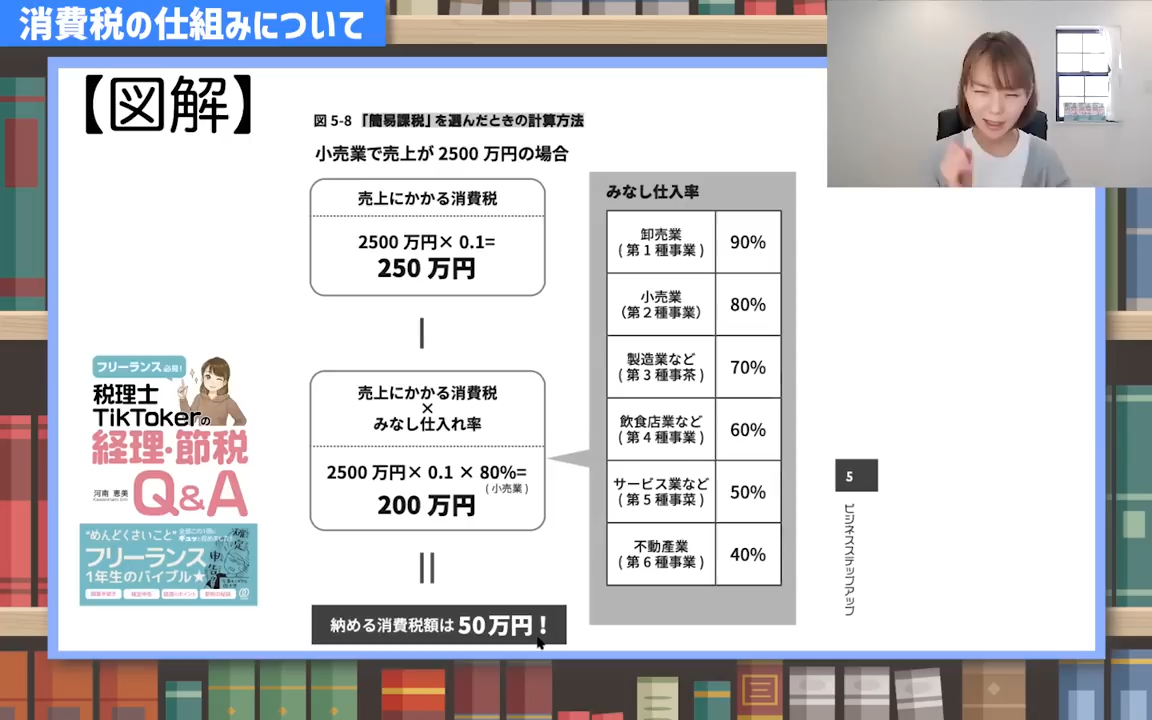 消費税の仕組みについて
【図解】
図 5-8 「簡易課税」を選んだときの計算方法
小売業で売上が 2500 万円の場合
売上にかかる消費税
2500 万円× 0.1=
250 万円
売上にかかる消費税
×
みなし仕入れ率
2500 万円× 0.1 × 80%=
( 小売業 )
200 万円
納める消費税額は 50万円！
みなし仕入率
卸売業
( 第 1 種事業 )
90%
小売業
（第２種事業）
80%
製造業など
( 第 3 種事茶 )
70%
飲食店業など
( 第 4 種事業 )
60%
サービス業など
( 第 5 種事菜 )
50%
不動産業
( 第 6 種事業 )
40%
5
ビジネスステップアップ
フリーランス必見!
税理士
TikTokerの
経理・節税
Q&A
河南 恵美
“めんどくさいこと”
フリーランス
1年生のバイブル★
確定
申告